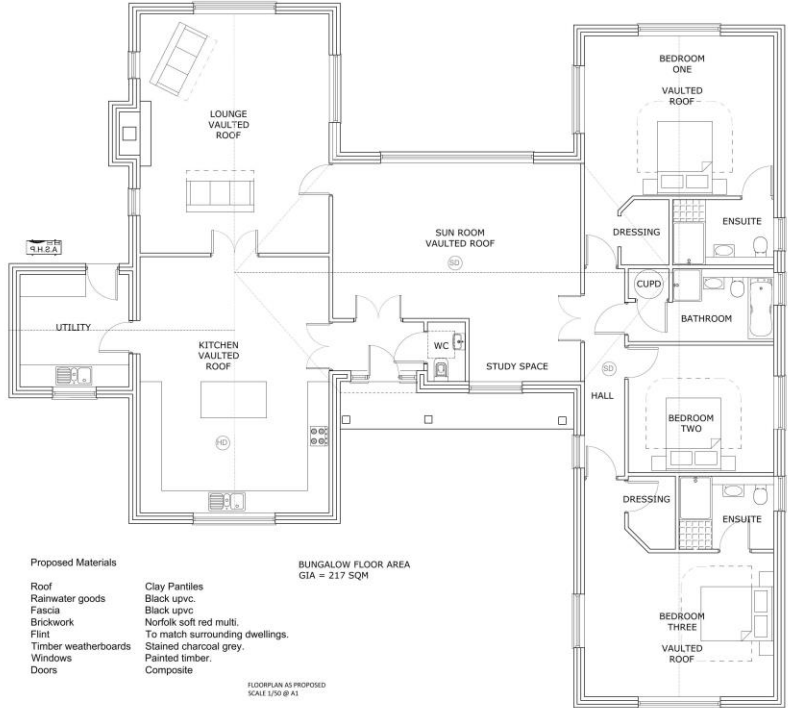 BEDROOM
ONE
VAULTED
ROOF
LOUNGE
VAULTED
ROOF
ENSUITE
DRESSING
SUN ROOM
VAULTED ROOF
A.S.H.P
SD
CUPD
UTILITY
BATHROOM
KITCHEN
VAULTED
ROOF
WC
STUDY SPACE
SD
HALL
BEDROOM
TWO
HD
DRESSING
ENSUITE
BEDROOM
THREE
VAULTED
ROOF
BUNGALOW FLOOR AREA
GIA = 217 SQM
Proposed Materials
Roof Clay Pantiles
Rainwater goods Black upvc.
Fascia Black upvc
Brickwork Norfolk soft red multi.
Flint To match surrounding dwellings.
Timber weatherboards Stained charcoal grey.
Windows Painted timber.
Doors Composite
FLOORPLAN AS PROPOSED
SCALE 1/50 @ A1